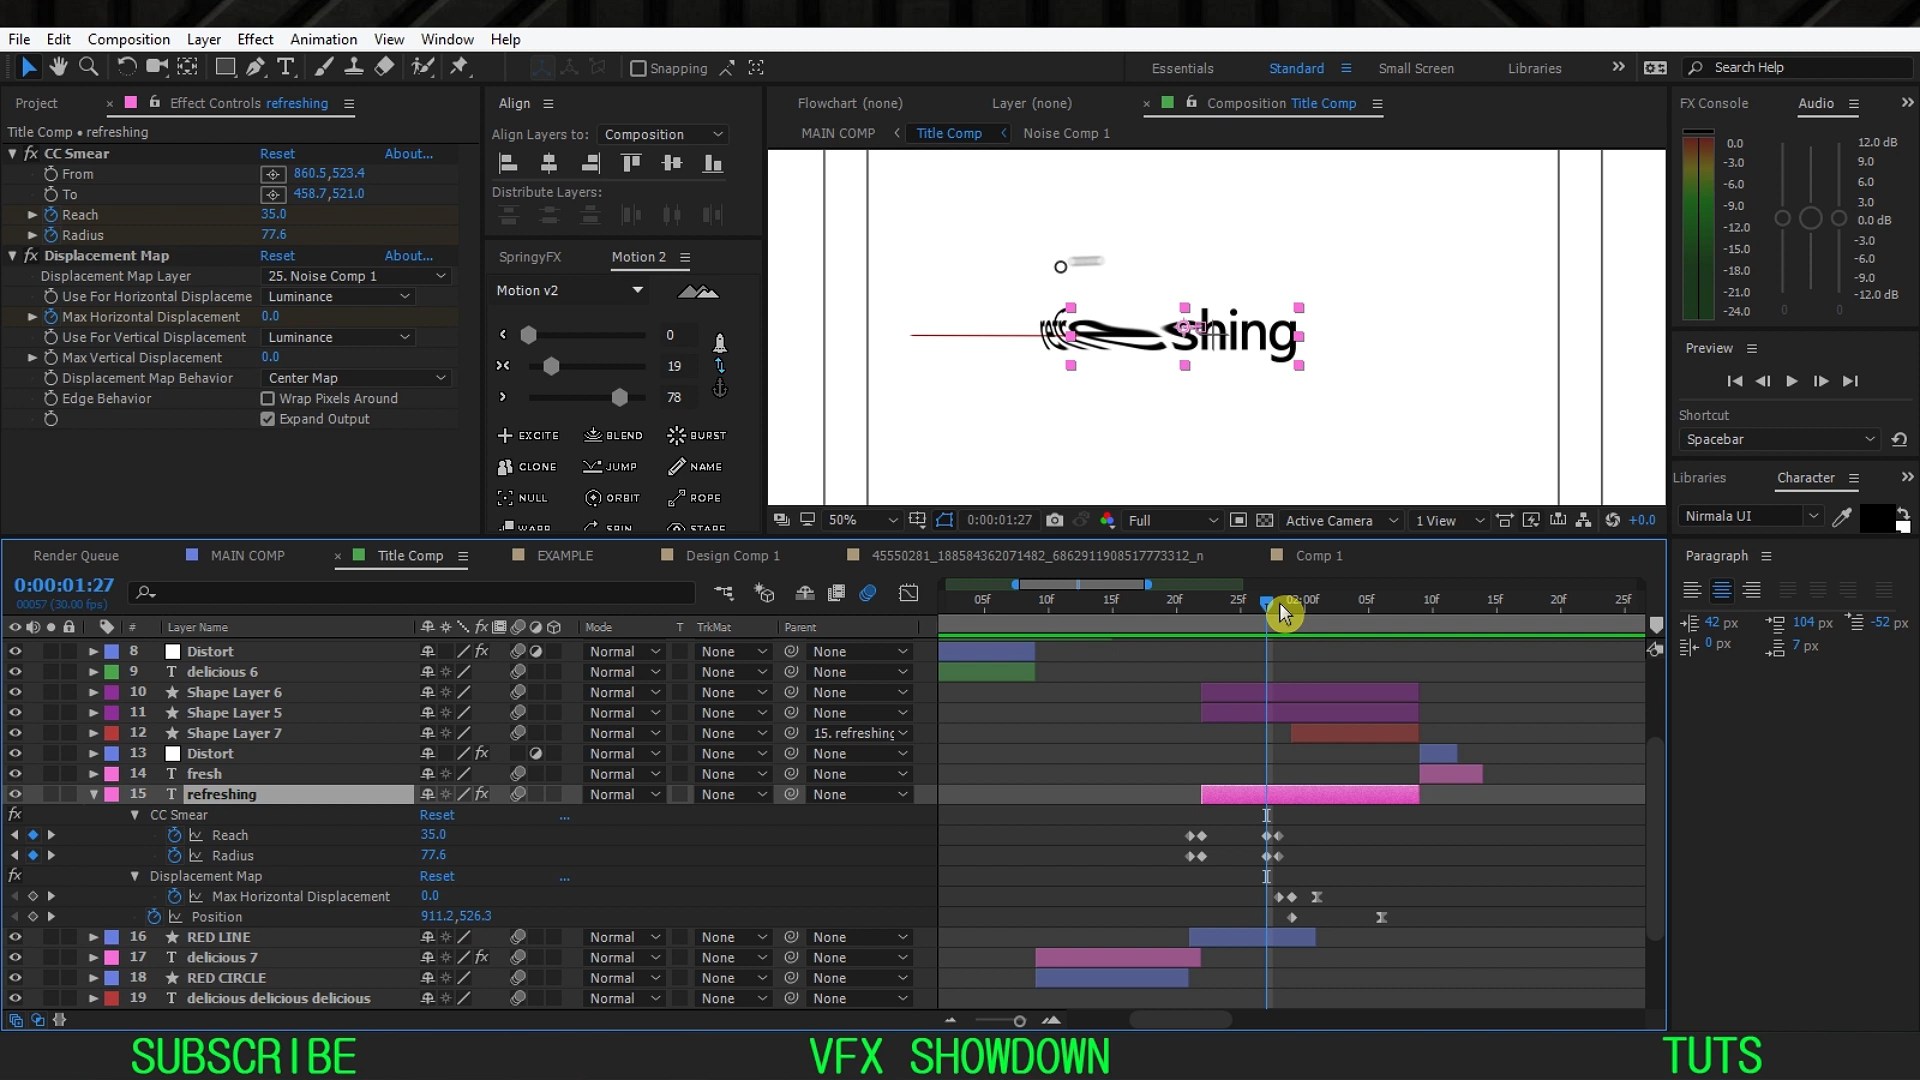 File Edit Composition Layer Effect Animation View Window Help
Snapping Essentials Standard Small Screen Libraries Search Help
Project Effect Controls refreshing
Title Comp • refreshing
fx CC Smear Reset About...
From 860.5,523.4
To 458.7,521.0
Reach 35.0
Radius 77.6
fx Displacement Map Reset About...
Displacement Map Layer 25. Noise Comp 1
Use For Horizontal Displaceme Luminance
Max Horizontal Displacement 0.0
Use For Vertical Displacement Luminance
Max Vertical Displacement 0.0
Displacement Map Behavior Center Map
Edge Behavior Wrap Pixels Around
Expand Output
Align
Align Layers to: Composition
Distribute Layers:
SpringyFX Motion 2
Motion v2
0
19
78
EXCITE BLEND BURST
CLONE JUMP NAME
NULL ORBIT ROPE
WARP SPIN STARE
Flowchart (none) Layer (none) Composition Title Comp
MAIN COMP Title Comp Noise Comp 1
shing
50% 0:00:01:27 Full Active Camera 1 View +0.0
FX Console Audio
0.0 12.0 dB
-3.0 9.0
-6.0 6.0
-9.0 3.0
-12.0 0.0 dB
-15.0 -3.0
-18.0 -6.0
-21.0 -9.0
-24.0 -12.0 dB
0 0
Preview
Shortcut
Spacebar
Libraries Character
Nirmala UI
Paragraph
42 px 104 px -52 px
0 px 7 px
Render Queue MAIN COMP Title Comp EXAMPLE Design Comp 1 45550281_188584362071482_6862911908517773312_n Comp 1
0:00:01:27
00057 (30.00 fps)
05f 10f 15f 20f 25f 02:00f 05f 10f 15f 20f 25f
# Layer Name fx Mode T TrkMat Parent
8 Distort fx Normal None None
9 T delicious 6 Normal None None
10 Shape Layer 6 Normal None None
11 Shape Layer 5 Normal None None
12 Shape Layer 7 Normal None 15. refreshing
13 Distort fx Normal None None
14 T fresh Normal None None
15 T refreshing fx Normal None None
fx CC Smear Reset ...
Reach 35.0
Radius 77.6
fx Displacement Map Reset ...
Max Horizontal Displacement 0.0
Position 911.2,526.3
16 RED LINE Normal None None
17 T delicious 7 fx Normal None None
18 RED CIRCLE Normal None None
19 T delicious delicious delicious Normal None None
SUBSCRIBE VFX SHOWDOWN TUTS